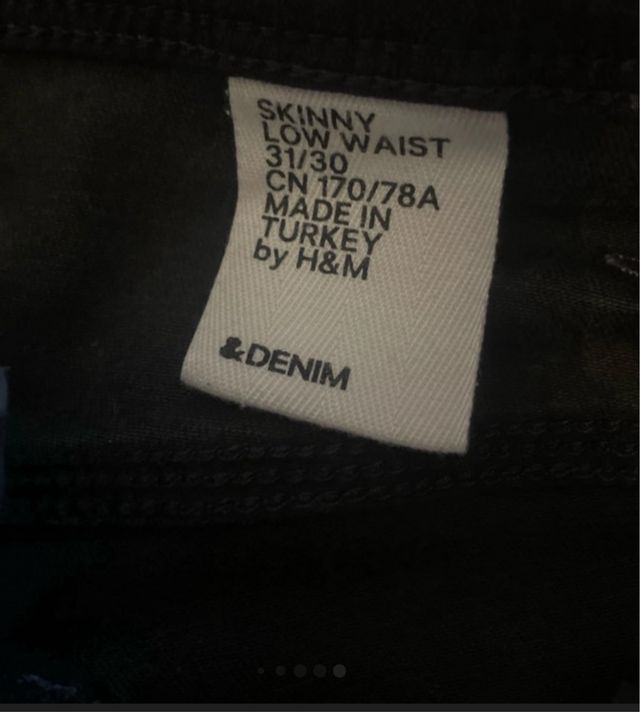 SKINNY
LOW WAIST
31/30
CN 170/78A
MADE IN
TURKEY
by H&M
&DENIM